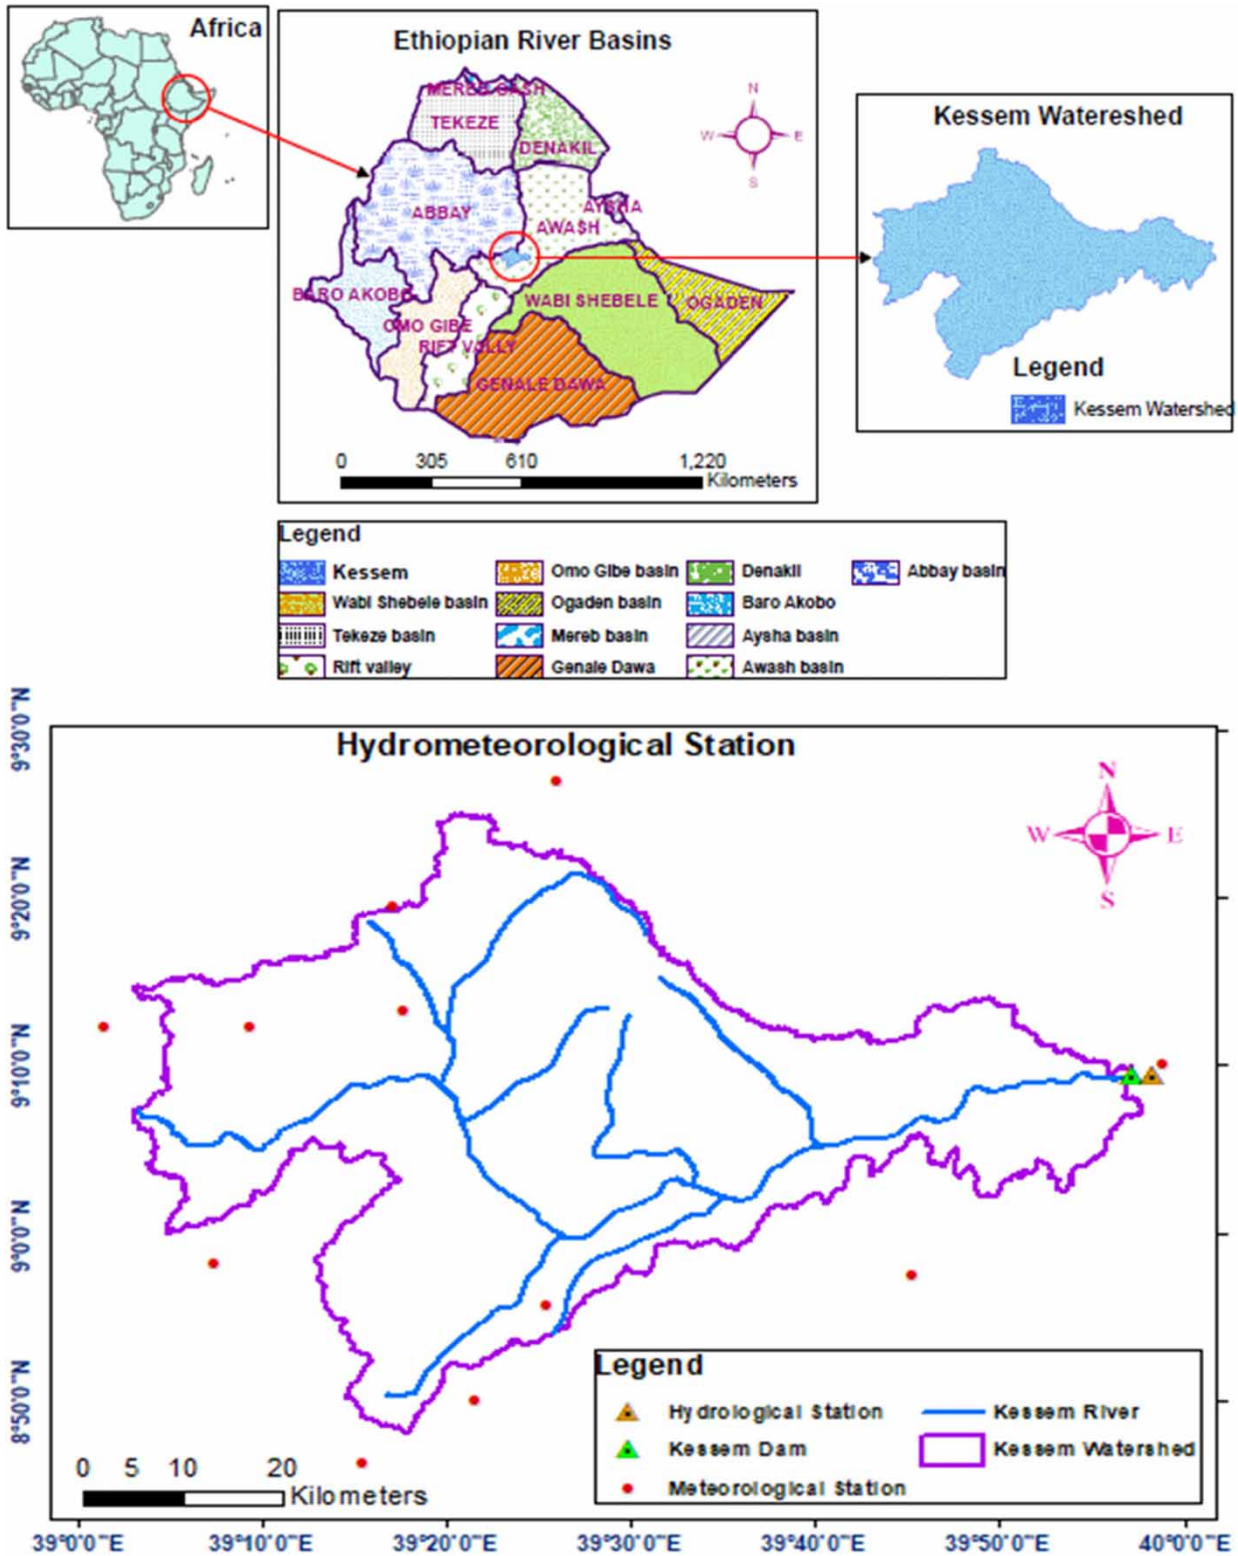 Africa
Ethiopian River Basins
MEREB GASH
TEKEZE
DENAKIL
N
W
E
S
ABBAY
AYSHA
AWASH
BARO AKOBO
WABI SHEBELE
OGADEN
OMO GIBE
RIFT VALLY
GENALE DAWA
0 305 610 1,220
Kilometers
Kessem Watereshed
Legend
Kessem Watershed
Legend
Kessem Omo Gibe basin Denakil Abbay basin
Wabi Shebele basin Ogaden basin Baro Akobo
Tekeze basin Mereb basin Aysha basin
Rift valley Genale Dawa Awash basin
Hydrometeorological Station
N
W E
S
9°30'0"N
9°20'0"N
9°10'0"N
9°0'0"N
8°50'0"N
Legend
Hydrological Station Kessem River
Kessem Dam Kessem Watershed
Meteorological Station
0 5 10 20
Kilometers
39°0'0"E 39°10'0"E 39°20'0"E 39°30'0"E 39°40'0"E 39°50'0"E 40°0'0"E